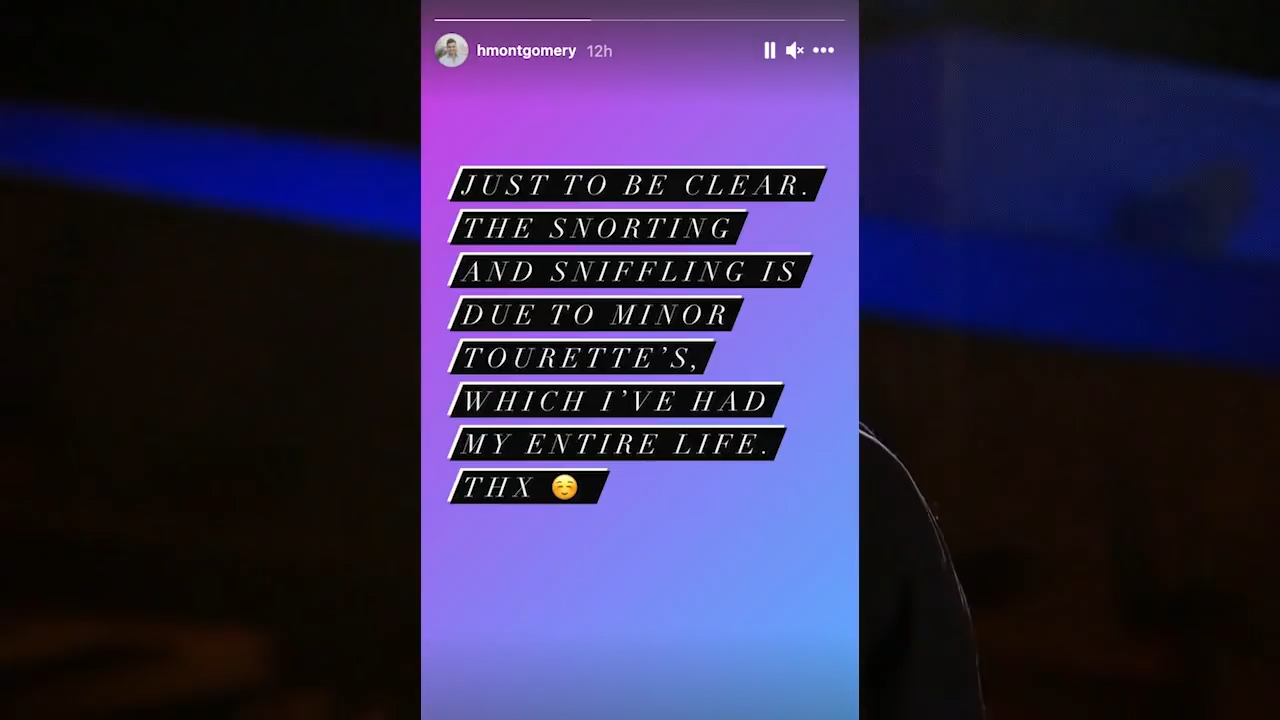 hmontgomery 12h
JUST TO BE CLEAR.
THE SNORTING
AND SNIFFLING IS
DUE TO MINOR
TOURETTE'S,
WHICH I'VE HAD
MY ENTIRE LIFE.
THX ☺️